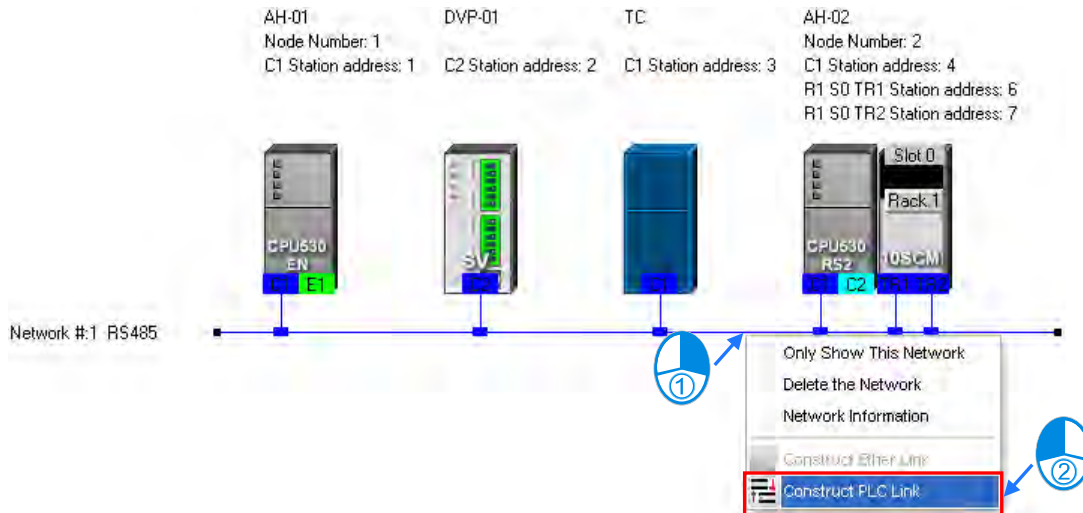 AH-01
Node Number: 1
C1 Station address: 1
DVP-01
C2 Station address: 2
TC
C1 Station address: 3
AH-02
Node Number: 2
C1 Station address: 4
R1 S0 TR1 Station address: 6
R1 S0 TR2 Station address: 7
CPU530
EN
C1 E1
SV
C2
C1
CPU530
RS2
C1 C2
Slot 0
Rack.1
10SCM
TR1 TR2
Network #:1 RS485
①
Only Show This Network
Delete the Network
Network Information
Construct Ether Link
Construct PLC Link
②